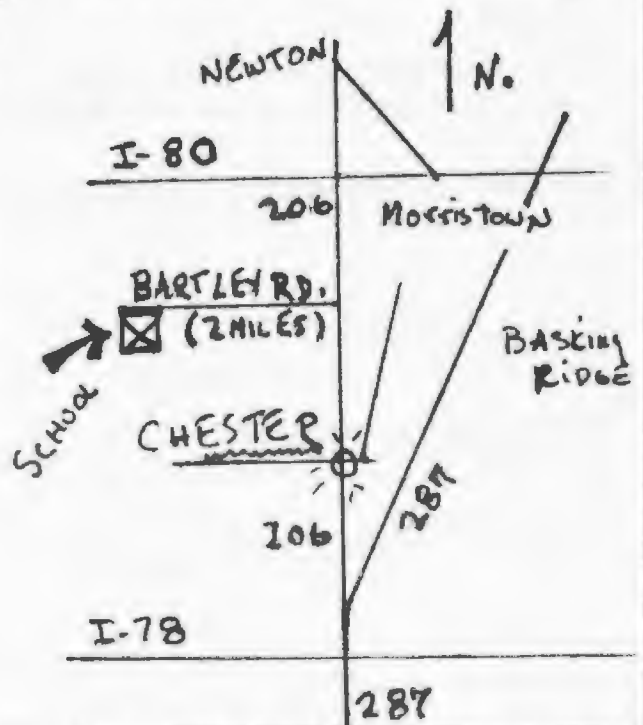 NEWTON
N.
I-80
206
Morristown
BARTLEY RD.
(2 MILES)
SCHOOL
BASKING
RIDGE
CHESTER
287
206
I-78
287